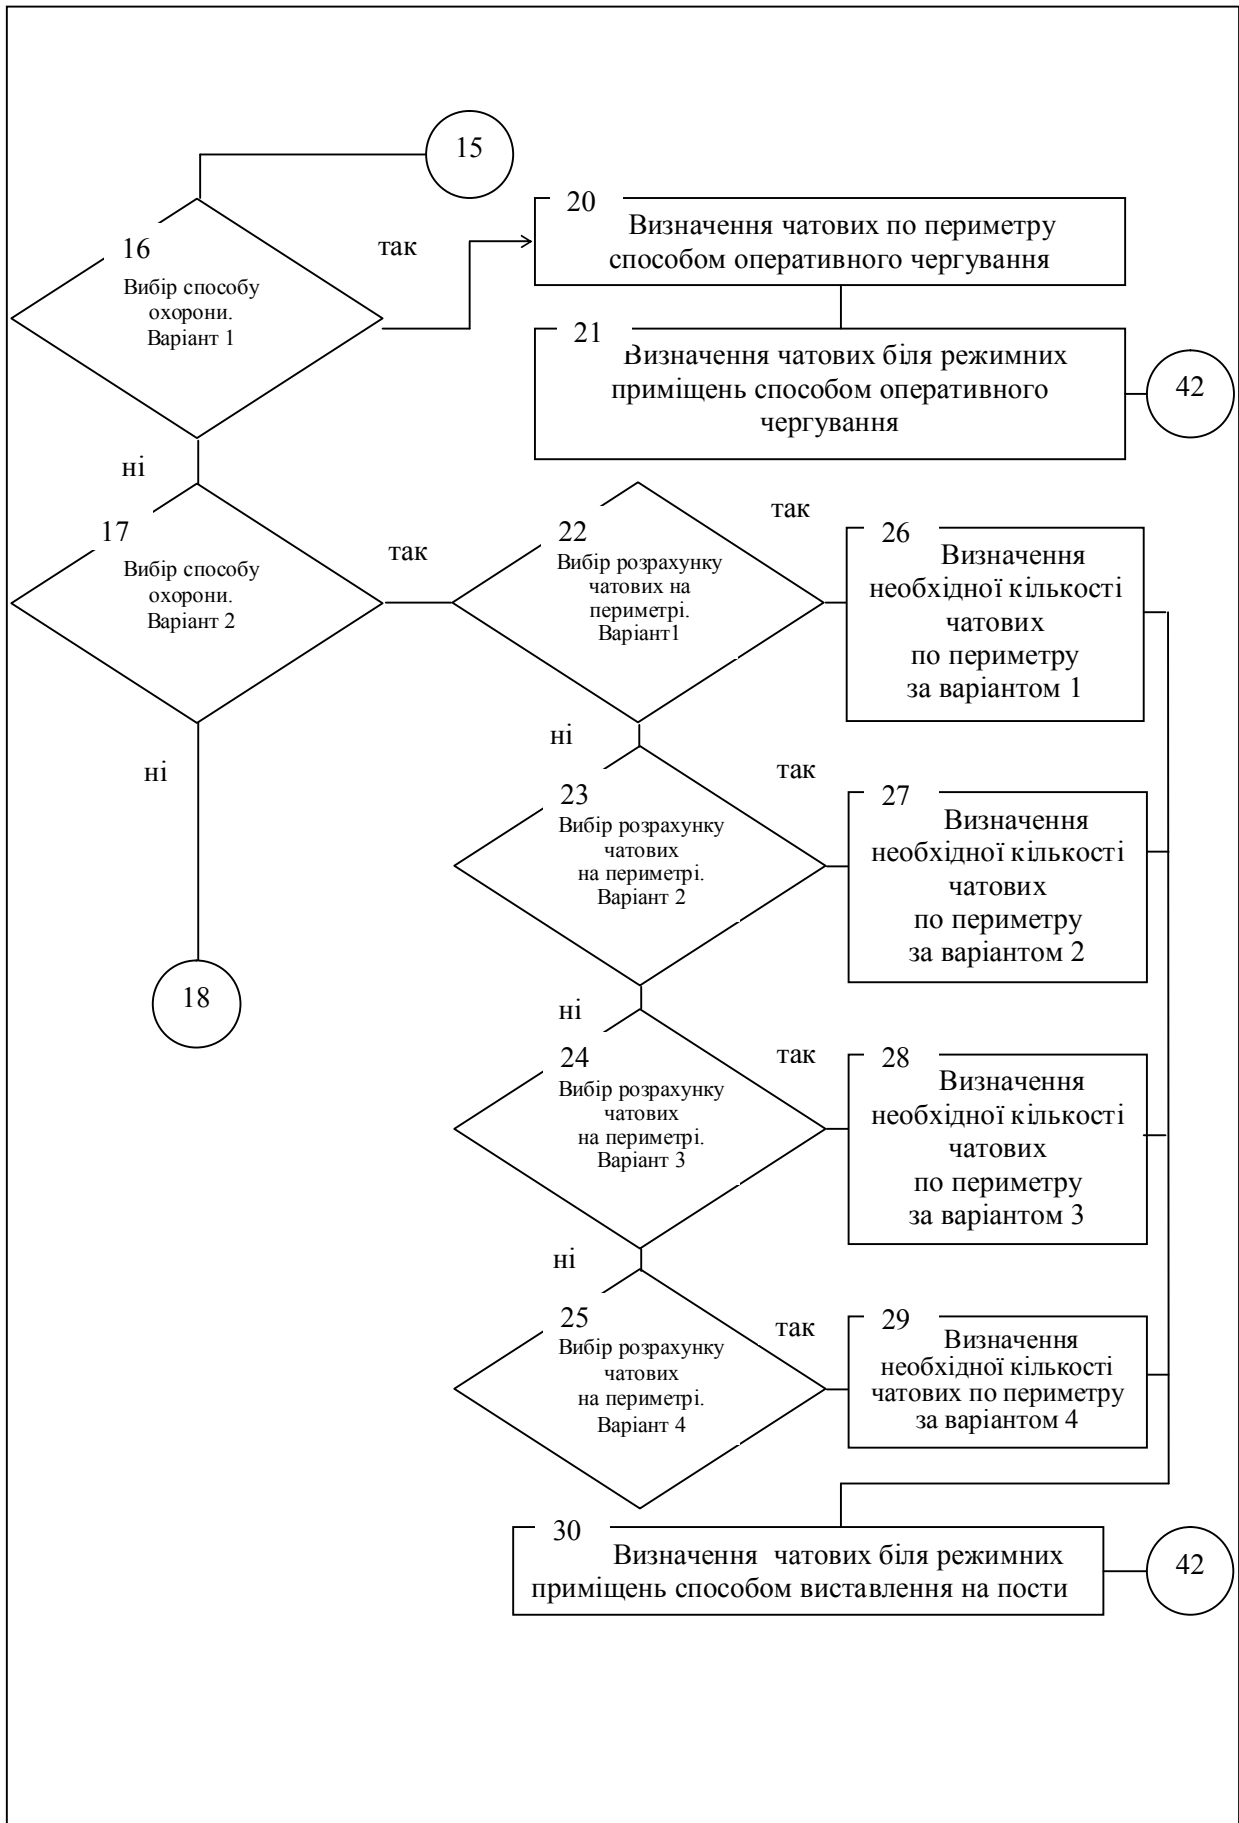 15
16
так
Вибір способу
охорони.
Варіант 1
20
Визначення чатових по периметру
способом оперативного чергування
21
Визначення чатових біля режимних
приміщень способом оперативного
чергування
42
ні
17
так
Вибір способу
охорони.
Варіант 2
22
так
Вибір розрахунку
чатових на
периметрі.
Варіант1
26
Визначення
необхідної кількості
чатових
по периметру
за варіантом 1
ні
ні
23
так
Вибір розрахунку
чатових
на периметрі.
Варіант 2
27
Визначення
необхідної кількості
чатових
по периметру
за варіантом 2
18
ні
24
так
Вибір розрахунку
чатових
на периметрі.
Варіант 3
28
Визначення
необхідної кількості
чатових
по периметру
за варіантом 3
ні
25
так
Вибір розрахунку
чатових
на периметрі.
Варіант 4
29
Визначення
необхідної кількості
чатових по периметру
за варіантом 4
30
Визначення чатових біля режимних
приміщень способом виставлення на пости
42